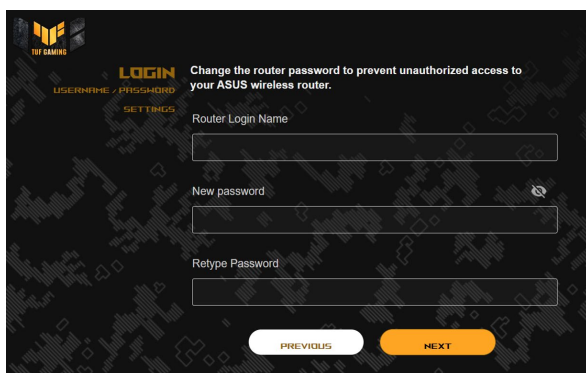 TUF GAMING
LOGIN
USERNAME / PASSWORD
SETTINGS
Change the router password to prevent unauthorized access to
your ASUS wireless router.
Router Login Name
New password
Retype Password
PREVIOUS
NEXT